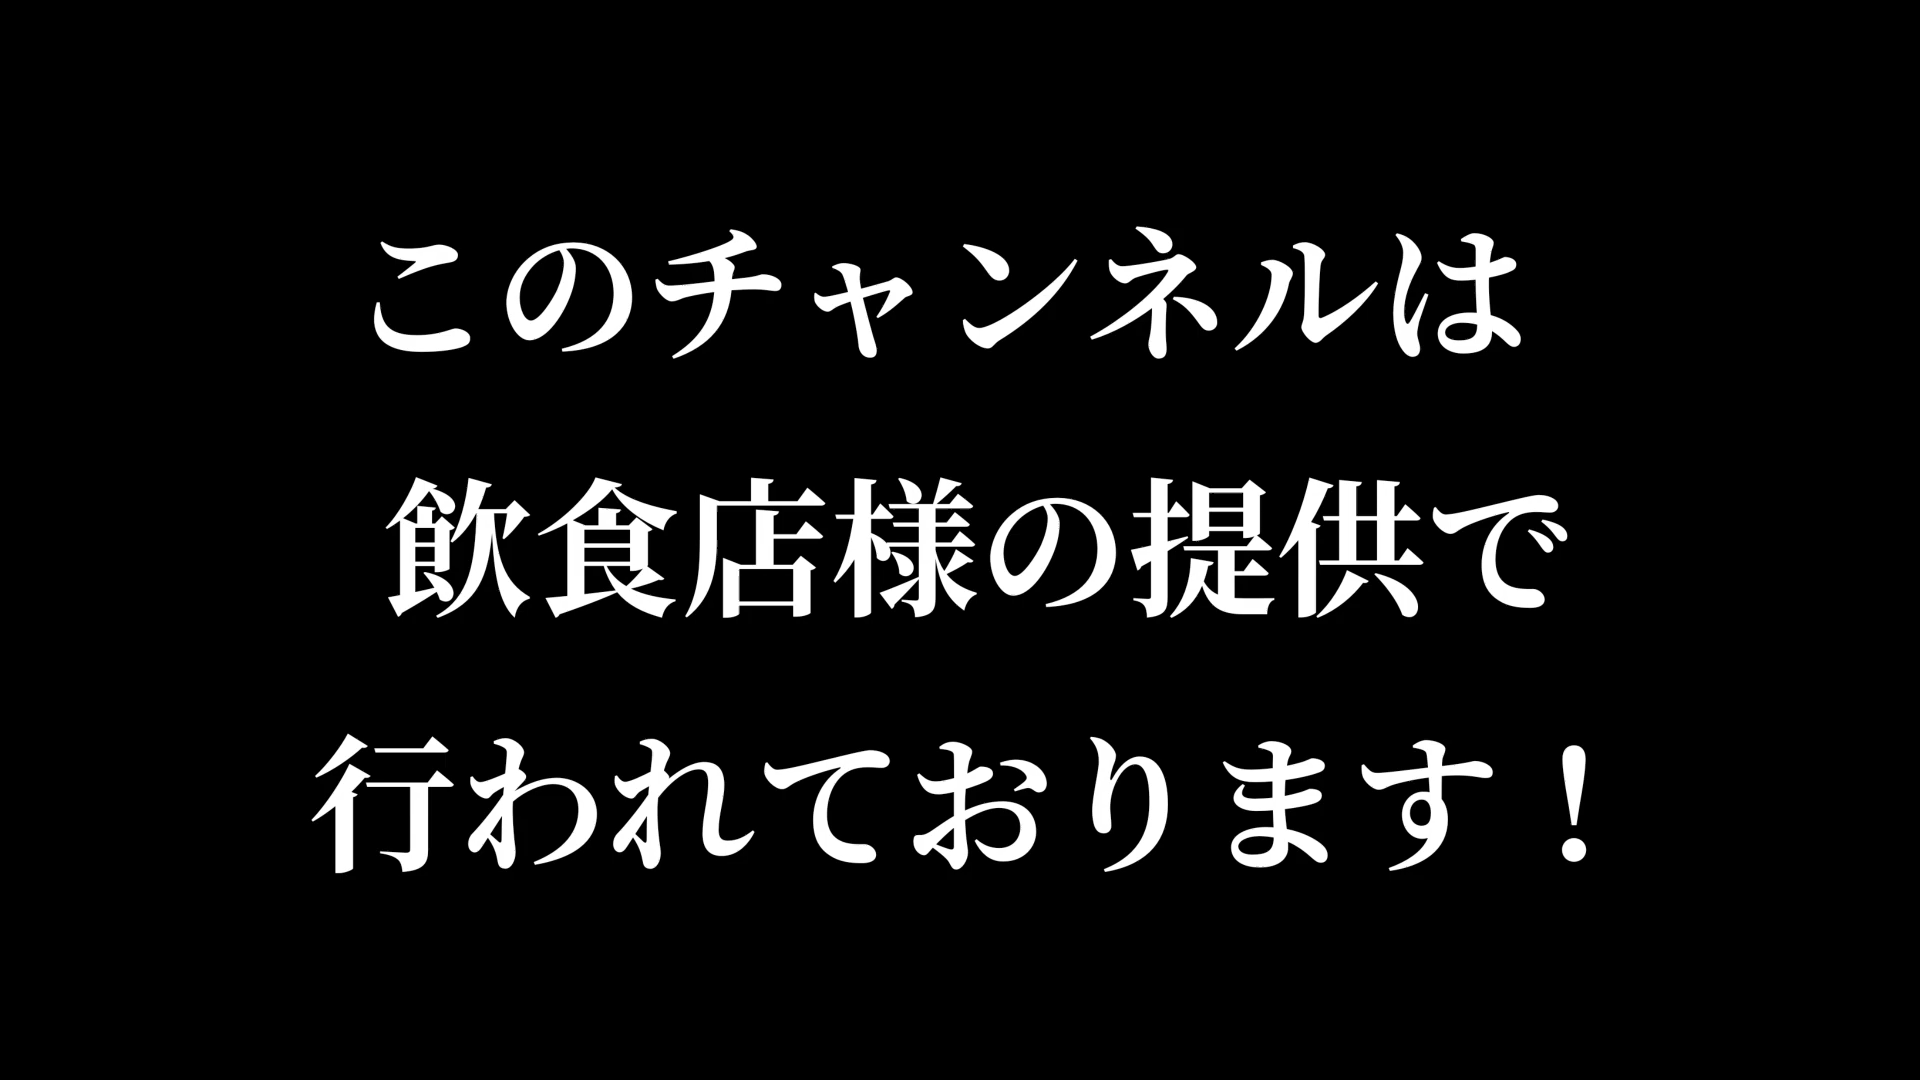 このチャンネルは
飲食店様の提供で
行われております！